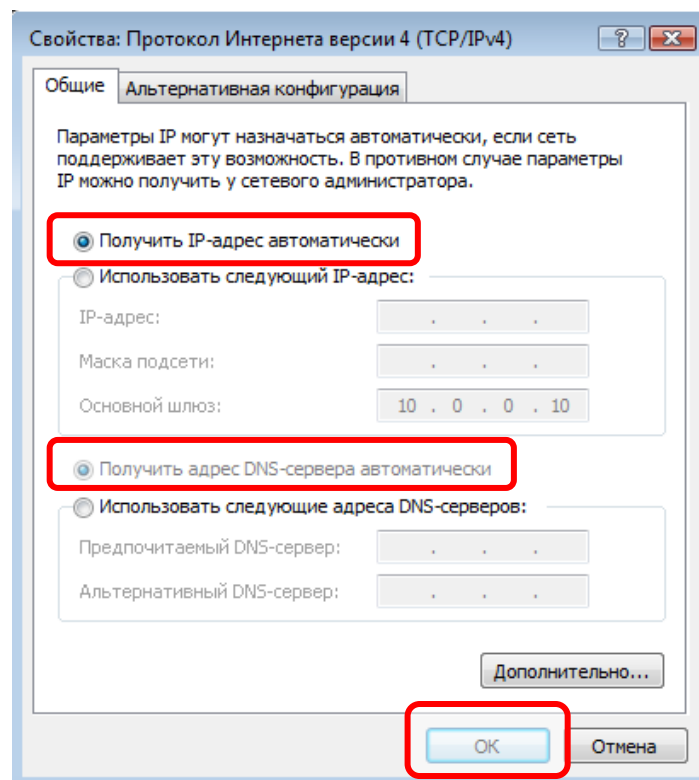 Свойства: Протокол Интернета версии 4 (TCP/IPv4)
Общие
Альтернативная конфигурация
Параметры IP могут назначаться автоматически, если сеть
поддерживает эту возможность. В противном случае параметры
IP можно получить у сетевого администратора.
Получить IP-адрес автоматически
Использовать следующий IP-адрес:
IP-адрес: . . .
Маска подсети: . . .
Основной шлюз: 10 . 0 . 0 . 10
Получить адрес DNS-сервера автоматически
Использовать следующие адреса DNS-серверов:
Предпочитаемый DNS-сервер: . . .
Альтернативный DNS-сервер: . . .
Дополнительно...
ОК Отмена